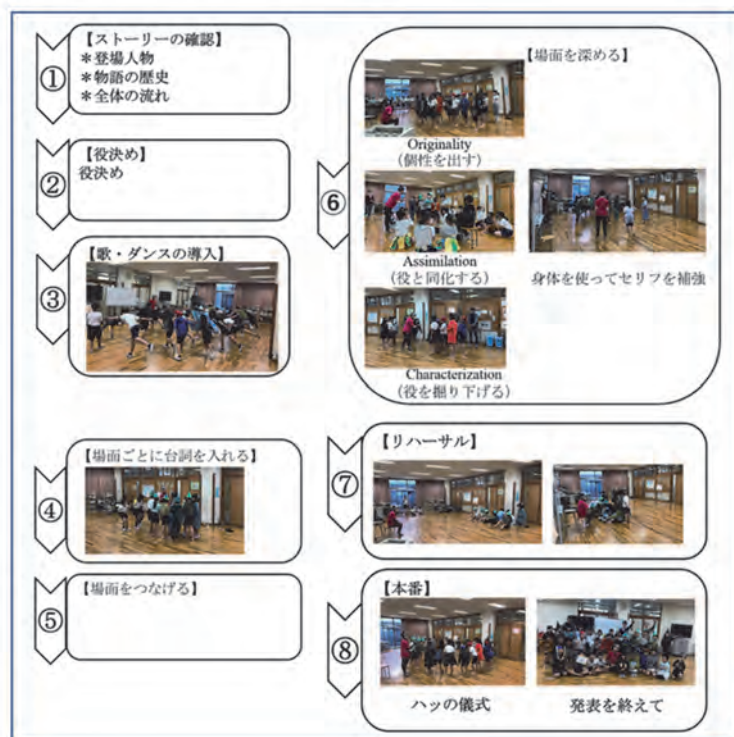 ①
【ストーリーの確認】
＊登場人物
＊物語の歴史
＊全体の流れ
②
【役決め】
役決め
③
【歌・ダンスの導入】
④
【場面ごとに台詞を入れる】
⑤
【場面をつなげる】
⑥
【場面を深める】
Originality
（個性を出す）
Assimilation
（役と同化する）
身体を使ってセリフを補強
Characterization
（役を掘り下げる）
⑦
【リハーサル】
⑧
【本番】
ハッの儀式
発表を終えて